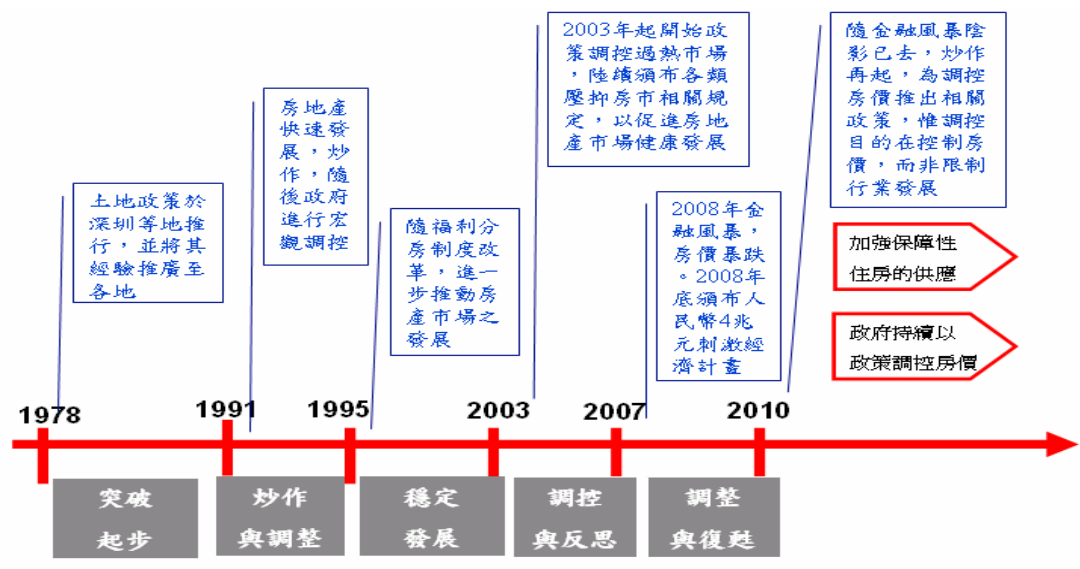 土地政策於
深圳等地推
行，並將其
經驗推廣至
各地
房地產
快速發
展，炒
作，隨
後政府
進行宏
觀調控
隨福利分
房制度改
革，進一
步推動房
產市場之
發展
2003年起開始政
策調控過熱市場
，陸續頒布各類
壓抑房市相關規
定，以促進房地
產市場健康發展
2008年金
融風暴，
房價暴跌
。2008年
底頒布人
民幣4兆
元刺激經
濟計畫
隨金融風暴陰
影已去，炒作
再起，為調控
房價推出相關
政策，惟調控
目的在控制房
價，而非限制
行業發展
加強保障性
住房的供應
政府持續以
政策調控房價
1978
1991
1995
2003
2007
2010
突破
起步
炒作
與調整
穩定
發展
調控
與反思
調整
與復甦